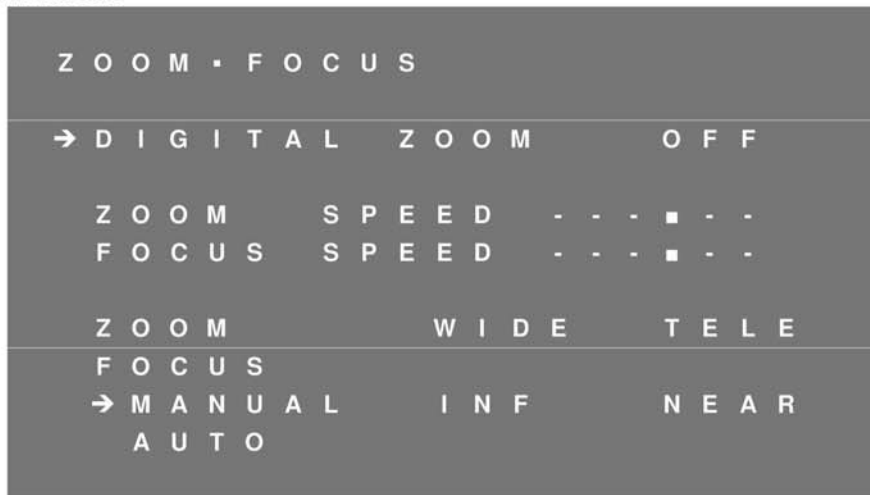 ZOOM ▪ FOCUS
→ DIGITAL ZOOM OFF
ZOOM SPEED - - - ■ - -
FOCUS SPEED - - - ■ - -
ZOOM WIDE TELE
FOCUS
→ MANUAL INF NEAR
AUTO